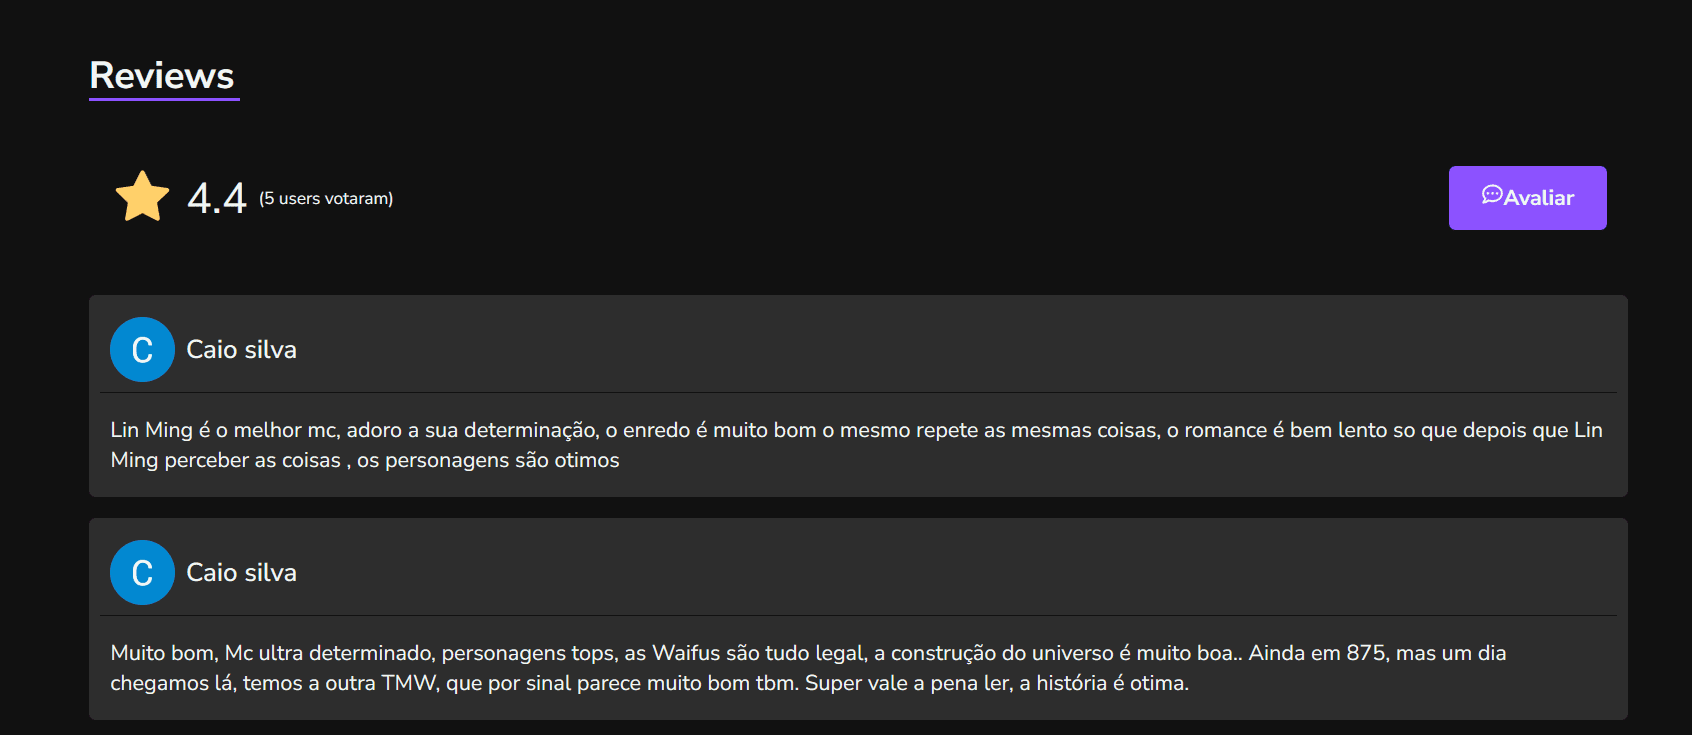 Reviews
4.4 (5 users votaram)
Avaliar
C Caio silva
Lin Ming é o melhor mc, adoro a sua determinação, o enredo é muito bom o mesmo repete as mesmas coisas, o romance é bem lento so que depois que Lin
Ming perceber as coisas , os personagens são otimos
C Caio silva
Muito bom, Mc ultra determinado, personagens tops, as Waifus são tudo legal, a construção do universo é muito boa.. Ainda em 875, mas um dia
chegamos lá, temos a outra TMW, que por sinal parece muito bom tbm. Super vale a pena ler, a história é otima.